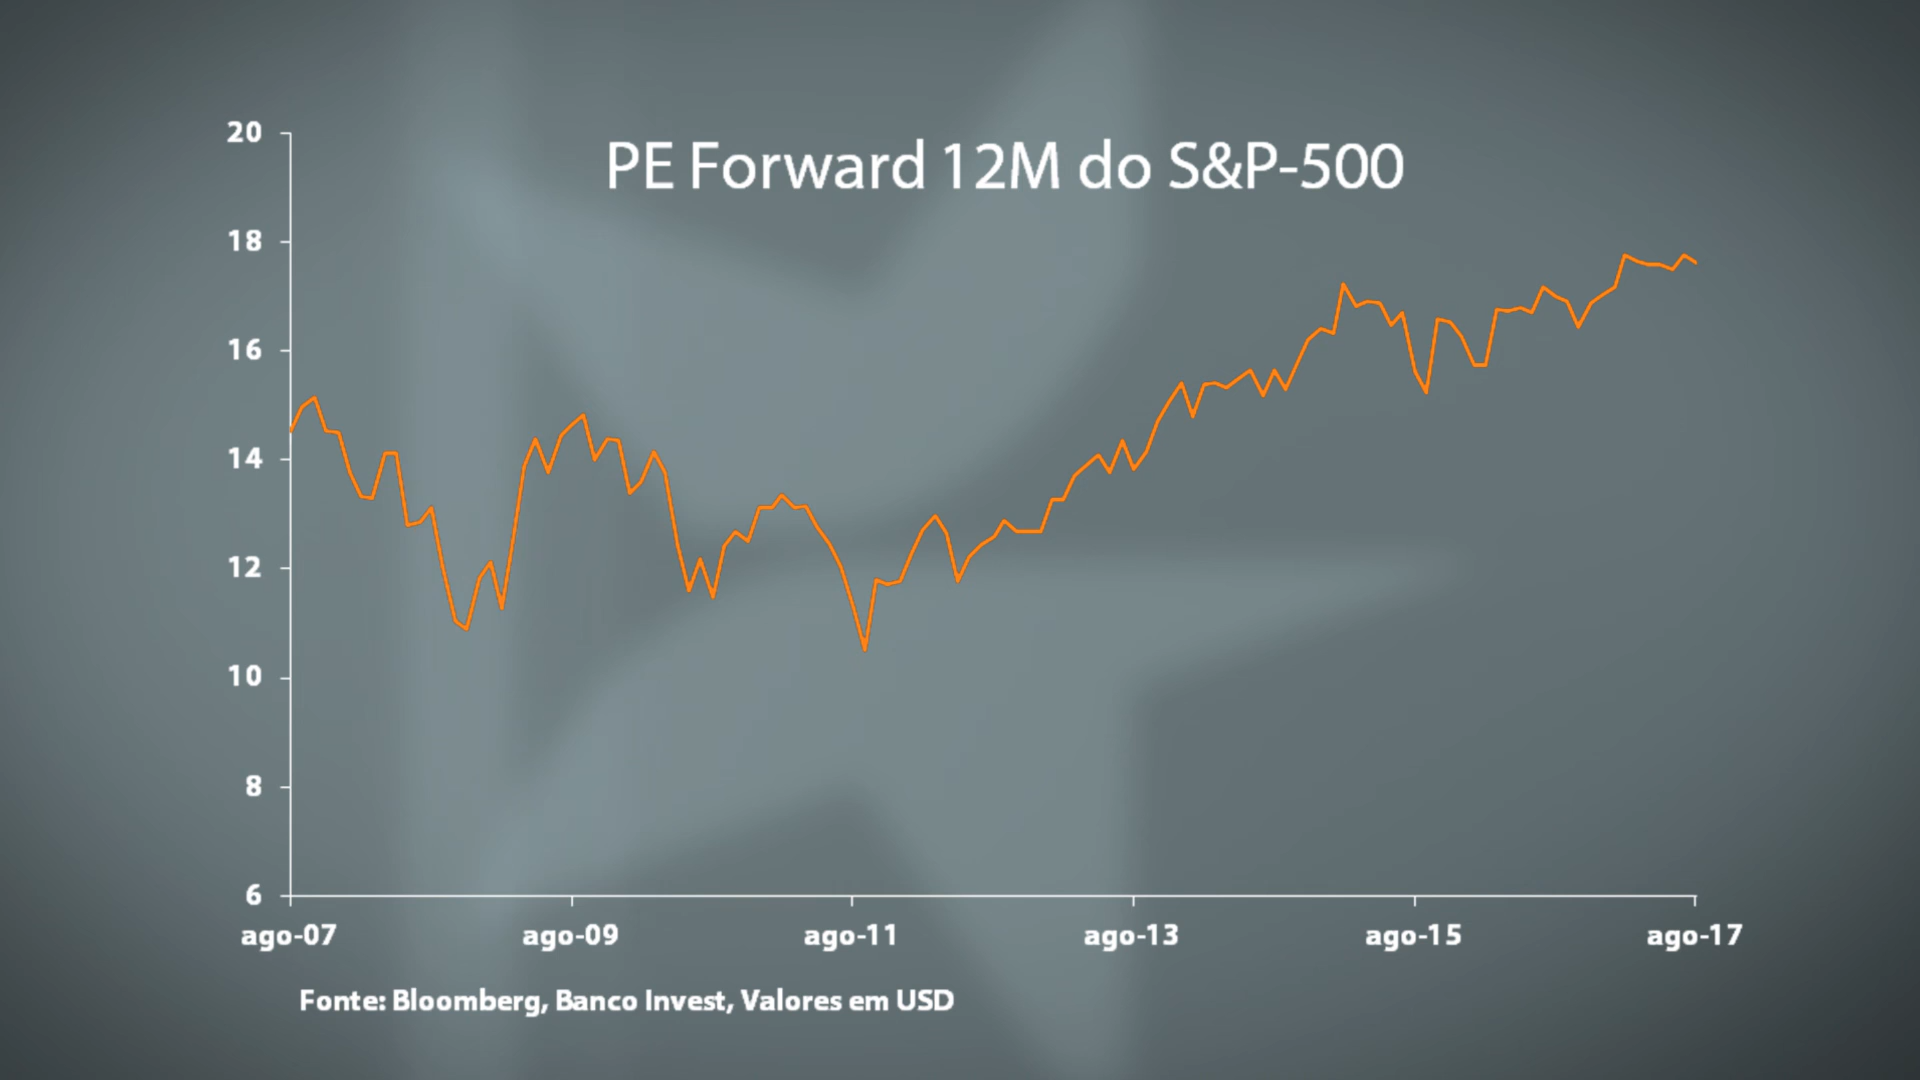 PE Forward 12M do S&P-500
20
18
16
14
12
10
8
6
ago-07 ago-09 ago-11 ago-13 ago-15 ago-17
Fonte: Bloomberg, Banco Invest, Valores em USD